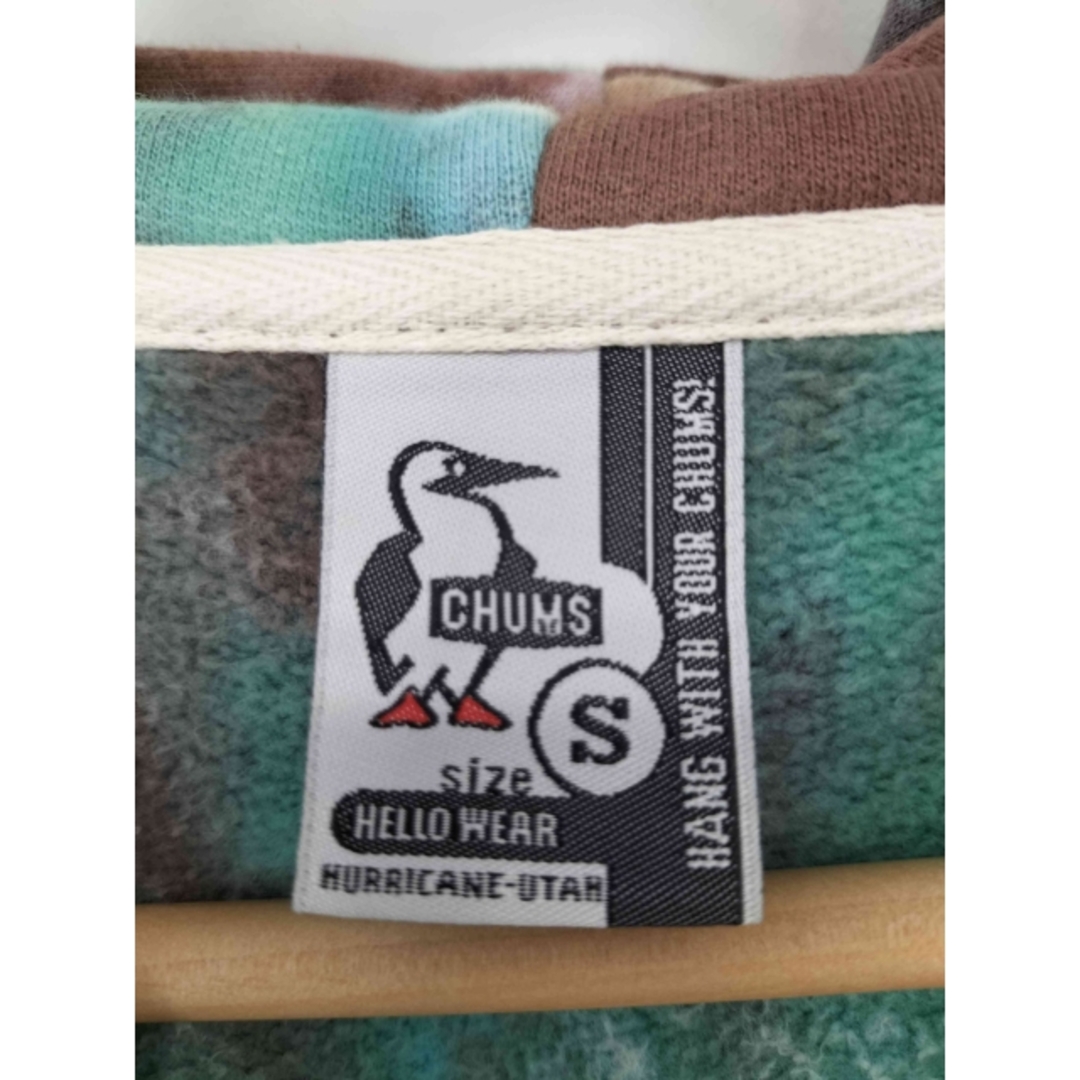 CHUMS
S
size
HELLO WEAR
HURRICANE-UTAH
HANG WITH YOUR CHUMS!